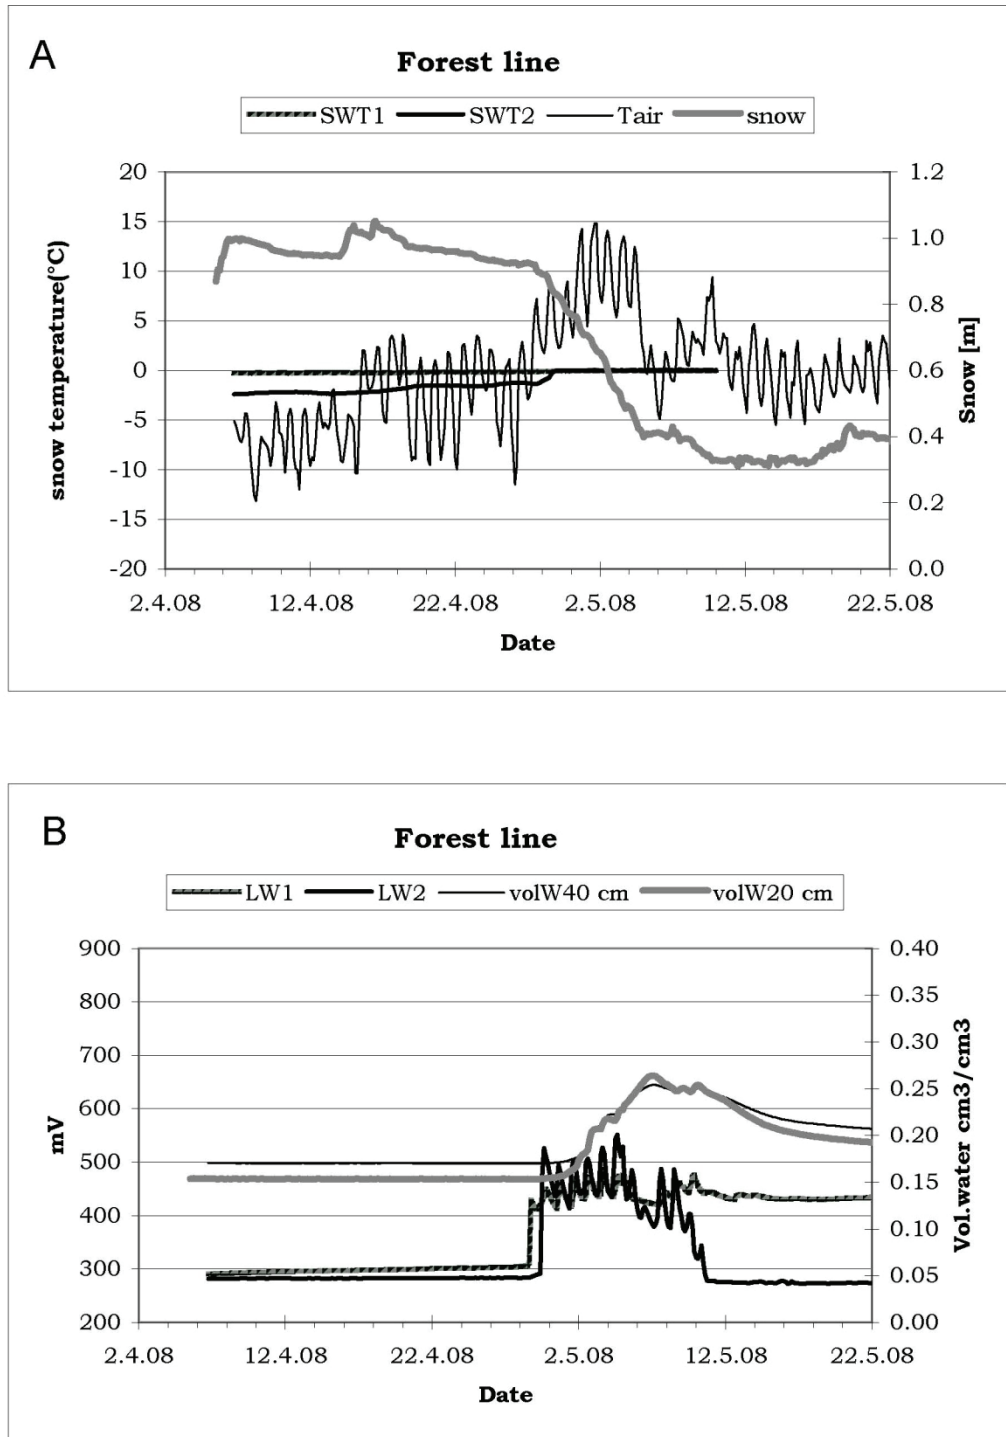 A
Forest line
SWT1 SWT2 Tair snow
20
15
10
5
0
-5
-10
-15
-20
snow temperature(°C)
1.2
1.0
0.8
0.6
0.4
0.2
0.0
Snow [m]
2.4.08 12.4.08 22.4.08 2.5.08 12.5.08 22.5.08
Date
B
Forest line
LW1 LW2 volW40 cm volW20 cm
900
800
700
600
500
400
300
200
mV
0.40
0.35
0.30
0.25
0.20
0.15
0.10
0.05
0.00
Vol.water cm3/cm3
2.4.08 12.4.08 22.4.08 2.5.08 12.5.08 22.5.08
Date